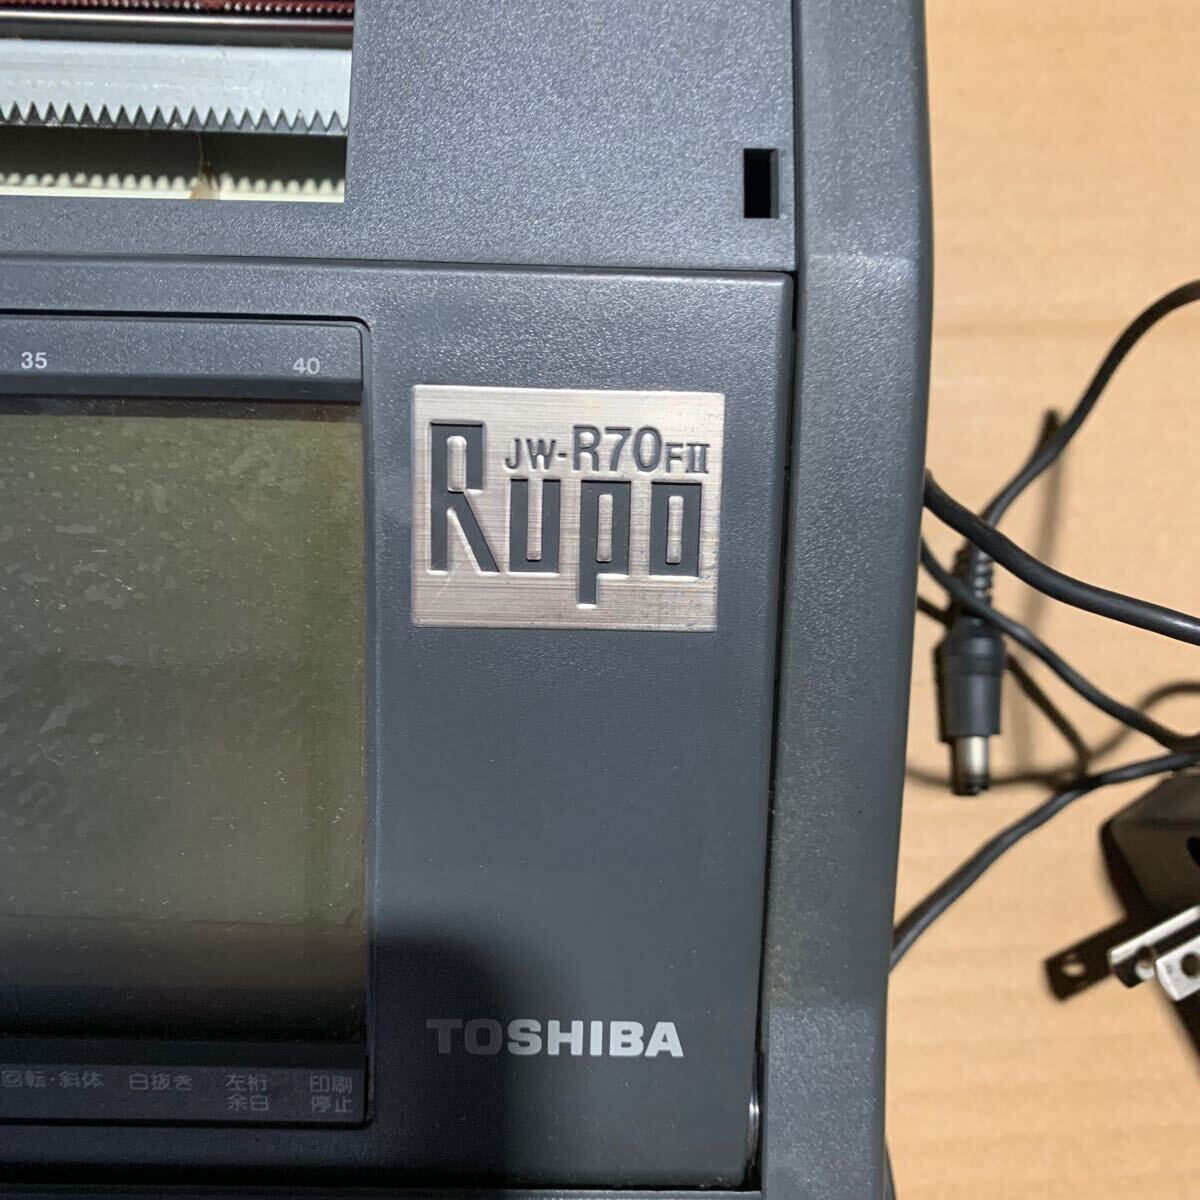 35 40
JW-R70FII
Rupo
TOSHIBA
回転・斜体 白抜き 左桁 印刷
余白 停止